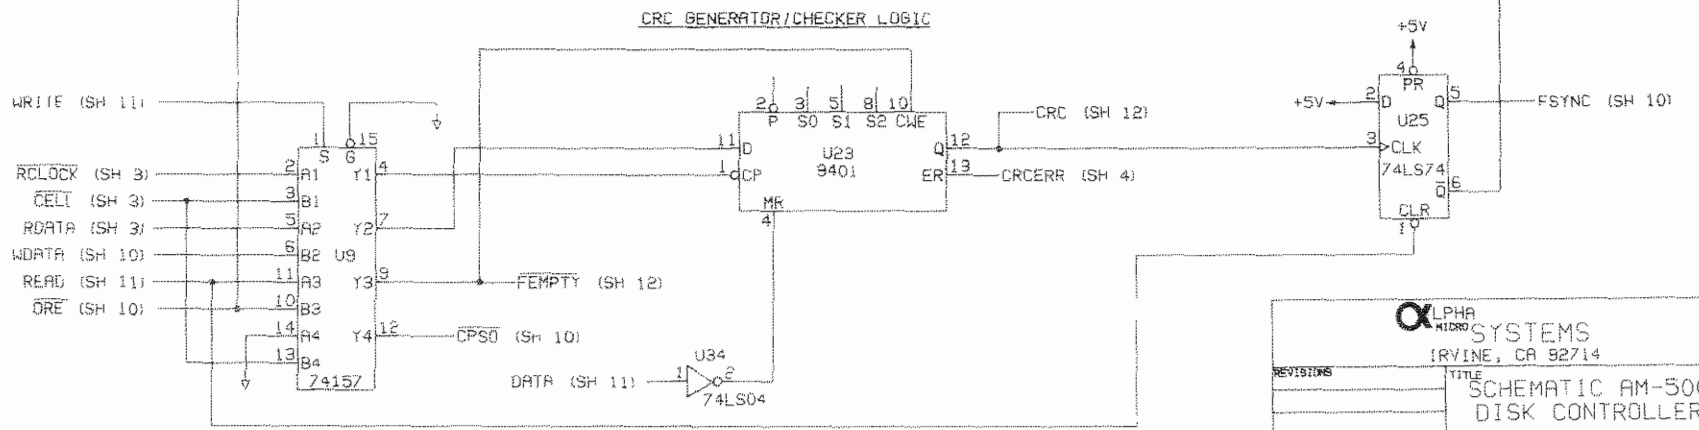 CRC GENERATOR/CHECKER LOGIC
+5V
4
PR
+5V
2
D
Q
5
FSYNC (SH 10)
U25
3
CLK
74LS74
Q
6
CLR
1
WRITE (SH 11)
1
S
G
15
RCLOCK (SH 3)
2
A1
Y1
4
CELL (SH 3)
3
B1
RDATA (SH 3)
5
A2
Y2
7
WDATA (SH 10)
6
B2
U9
READ (SH 11)
11
A3
Y3
9
FEMPTY (SH 12)
ORE (SH 10)
10
B3
14
A4
Y4
12
CPSO (SH 10)
13
B4
74157
2
P
3
S0
5
S1
8
S2
10
CWE
11
D
U23
9401
Q
12
CRC (SH 12)
1
CP
ER
13
CRCERR (SH 4)
MR
4
DATA (SH 11)
1
U34
2
74LS04
ALPHA
MICRO SYSTEMS
IRVINE, CA 92714
REVISIONS
TITLE
SCHEMATIC AM-50
DISK CONTROLLER